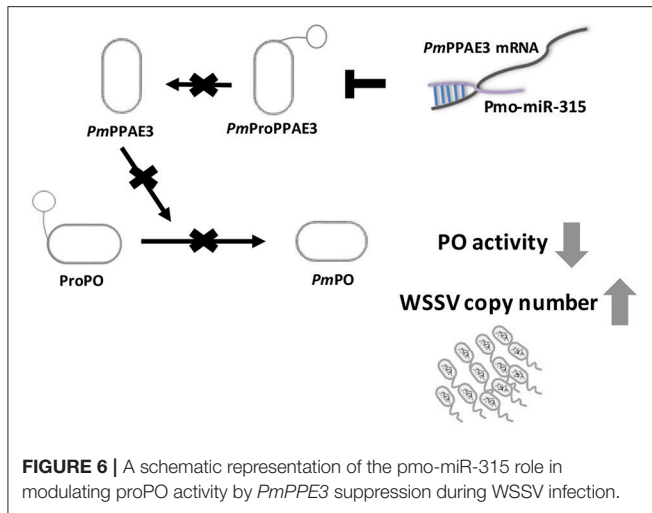 PmPPAE3 mRNA
Pmo-miR-315
PmPPAE3
PmProPPAE3
ProPO
PmPO
PO activity
WSSV copy number
FIGURE 6 | A schematic representation of the pmo-miR-315 role in
modulating proPO activity by PmPPE3 suppression during WSSV infection.